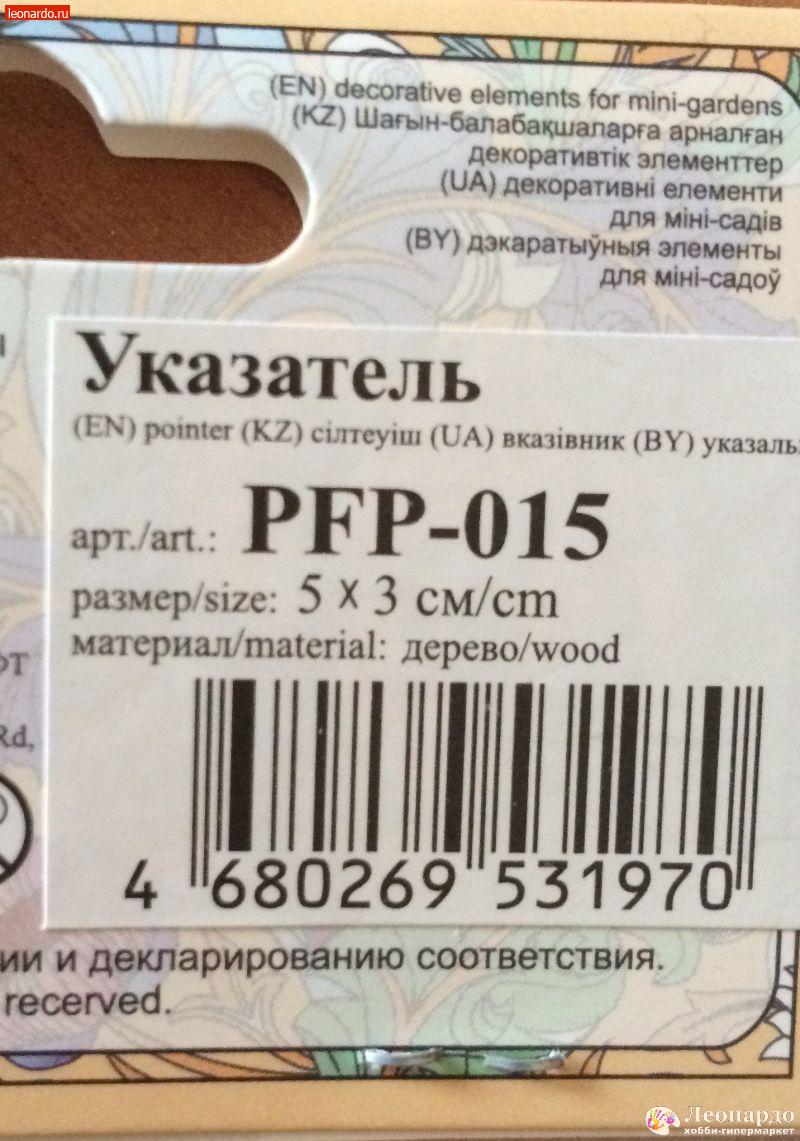 leonardo.ru
(EN) decorative elements for mini-gardens
(KZ) Шағын-балабақшаларға арналған
декоративтік элементтер
(UA) декоративні елементи
для міні-садів
(BY) дэкаратыўныя элементы
для міні-садоў
Указатель
(EN) pointer (KZ) сілтеуіш (UA) вказівник (BY) указаль
арт./art.: PFP-015
размер/size: 5 x 3 см/cm
материал/material: дерево/wood
Rd,
4 680269 531970
ии и декларированию соответствия.
recerved.
Леонардо
хобби-гипермаркет